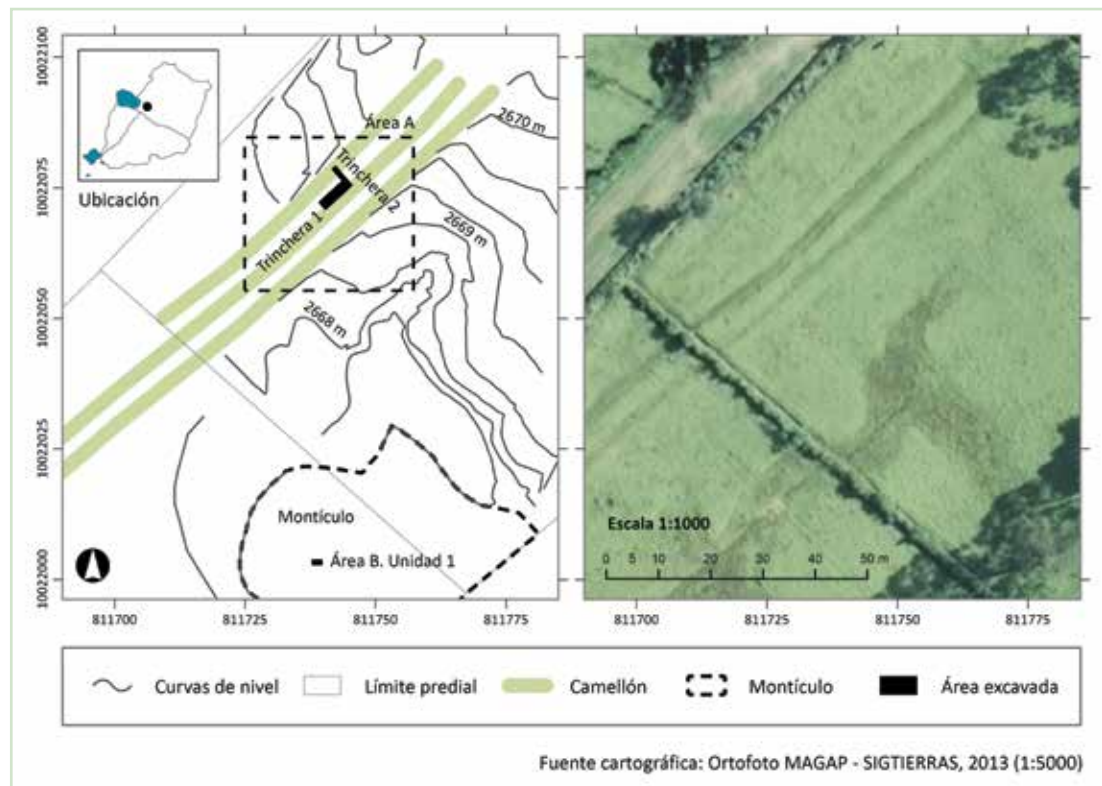 10022100
10022075
10022050
10022025
10022000
Ubicación
Área A
Trinchera 1
Trinchera 2
2670 m
2669 m
2668 m
Montículo
Área B. Unidad 1
811700
811725
811750
811775
Escala 1:1000
0 5 10 20 30 40 50 m
811700
811725
811750
811775
Curvas de nivel
Límite predial
Camellón
Montículo
Área excavada
Fuente cartográfica: Ortofoto MAGAP - SIGTIERRAS, 2013 (1:5000)